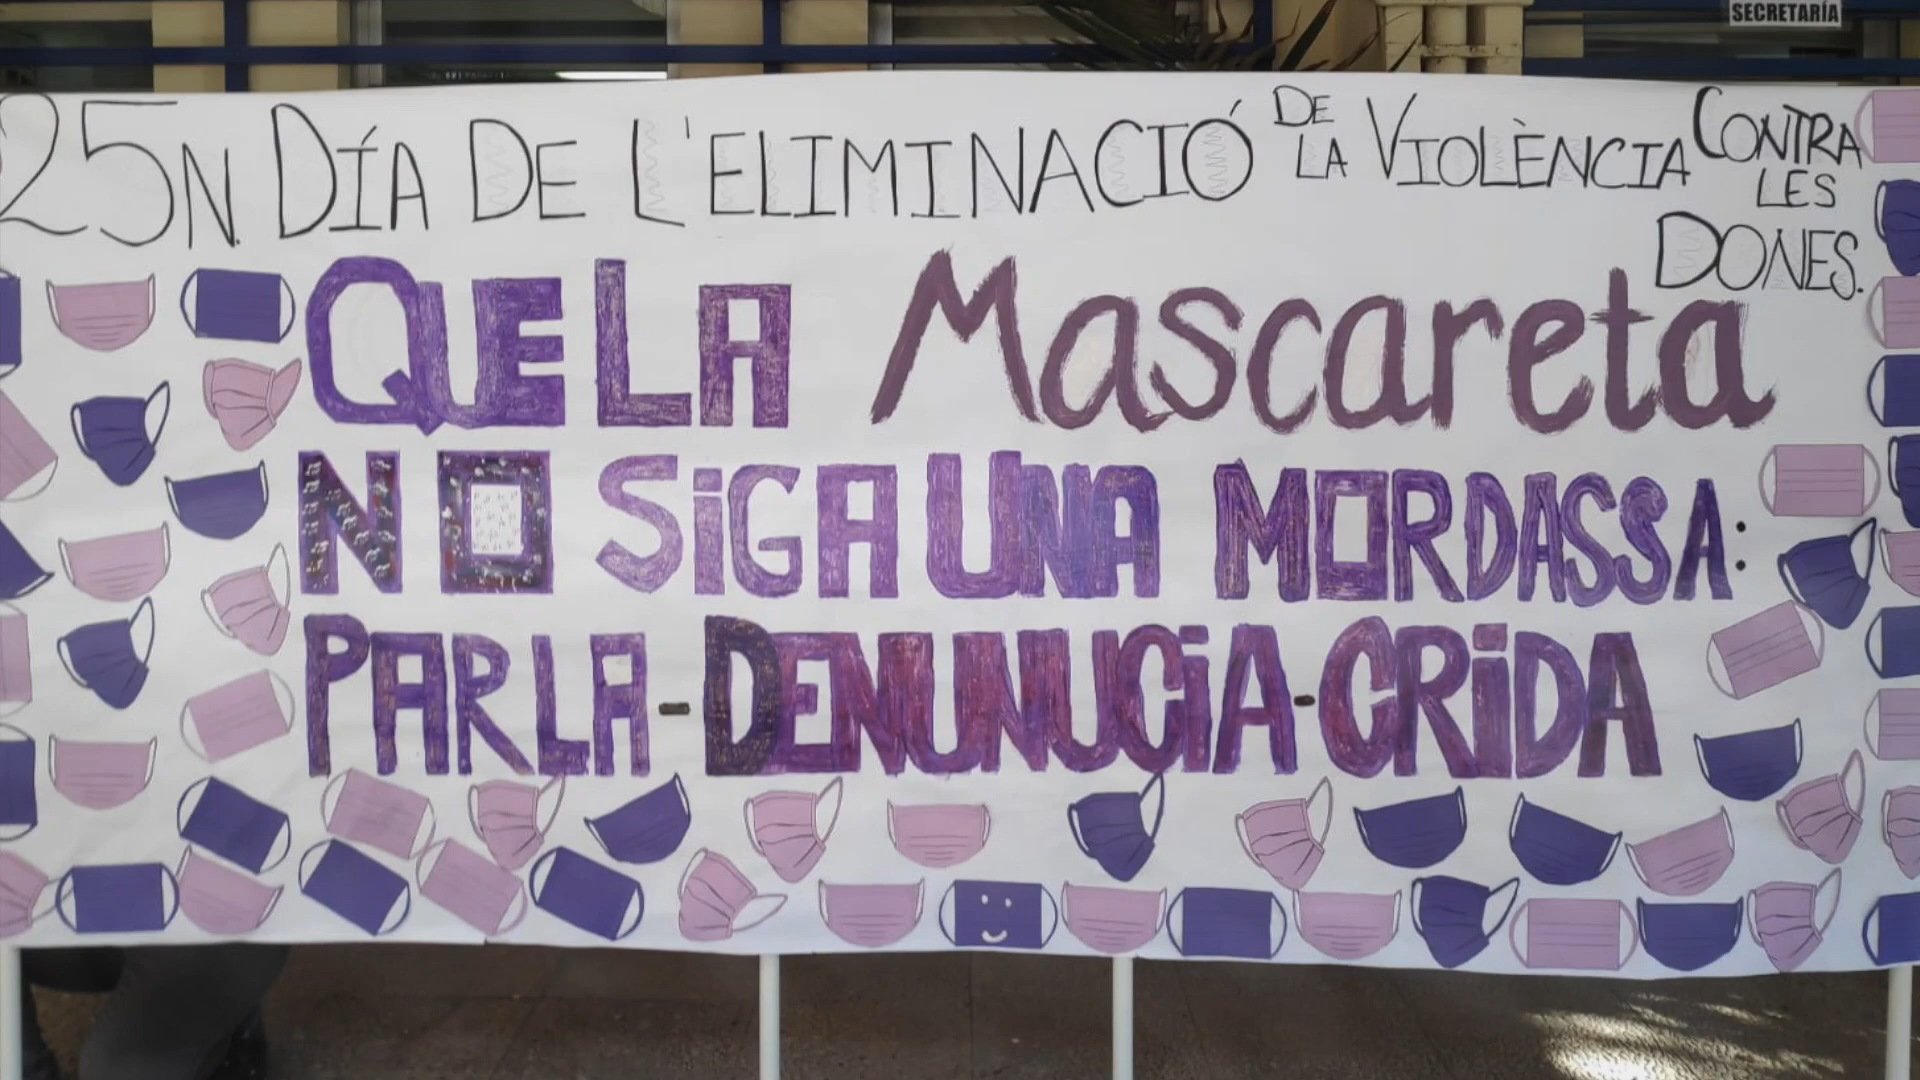 SECRETARÍA
25N. DÍA DE L'ELIMINACIÓ DE LA VIOLÈNCIA CONTRA LES DONES.
QUE LA Mascareta
NO SiGA UNA MORDASSA:
PARLA-DENUNUCiA-CRiDA